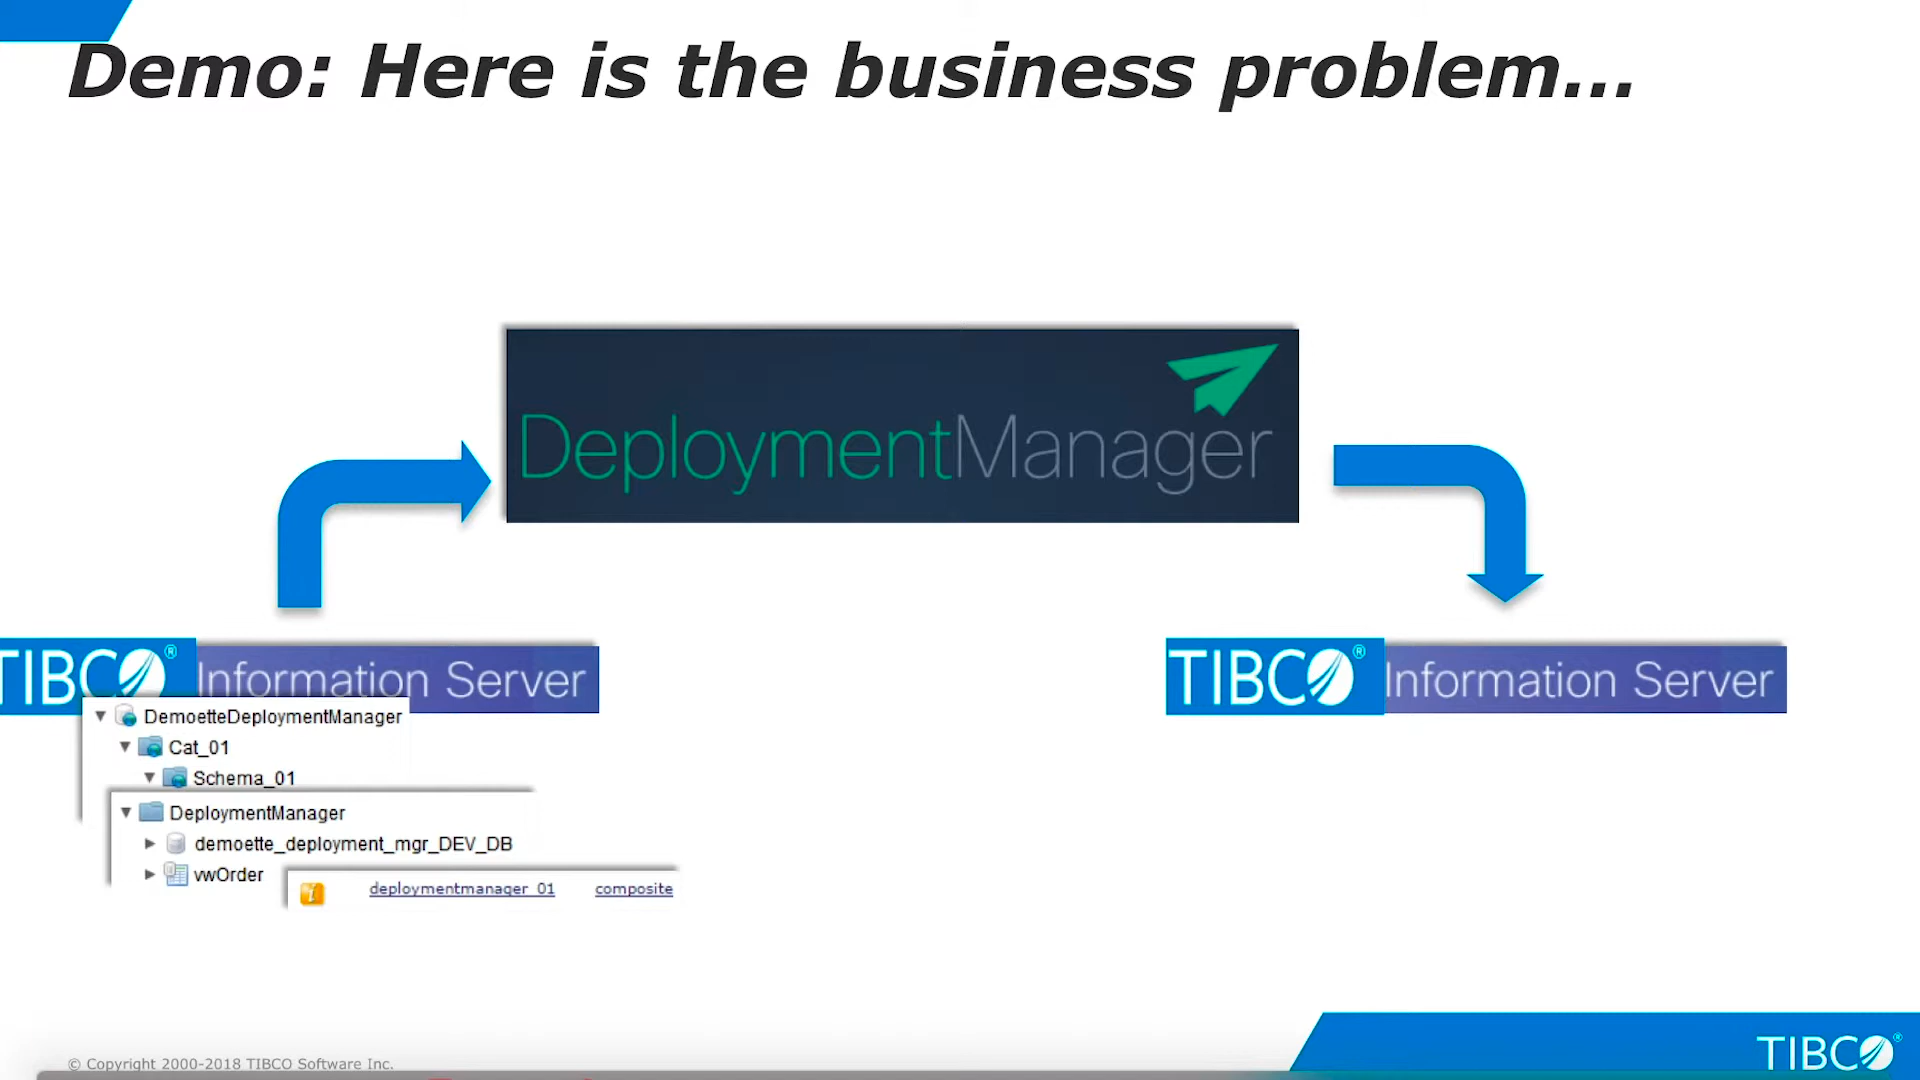 Demo: Here is the business problem...
DeploymentManager
TIBCO® Information Server
TIBCO® Information Server
DemoetteDeploymentManager
Cat_01
Schema_01
DeploymentManager
demoette_deployment_mgr_DEV_DB
vwOrder
deploymentmanager_01 composite
© Copyright 2000-2018 TIBCO Software Inc.
TIBCO®